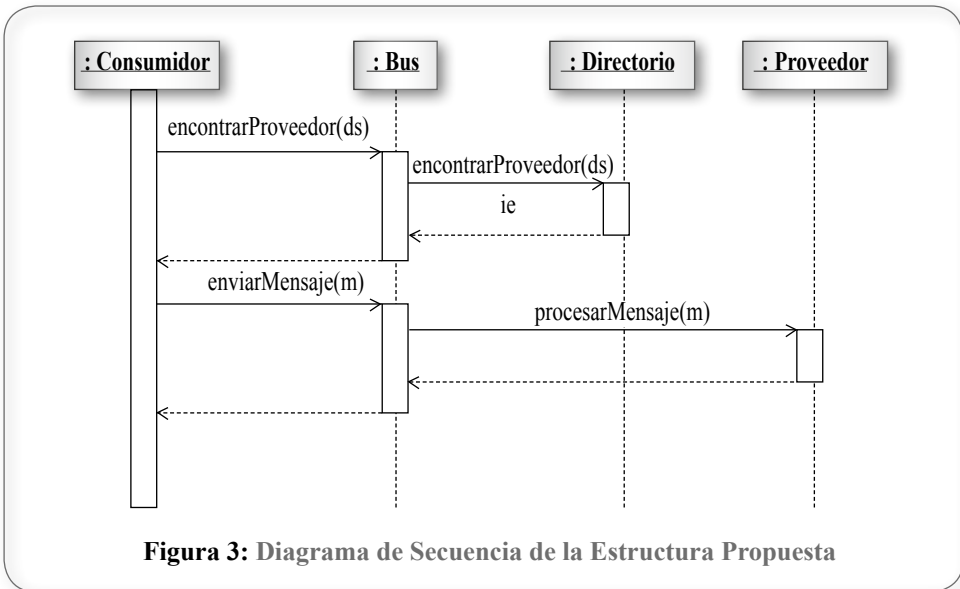 : Consumidor
: Bus
: Directorio
: Proveedor
encontrarProveedor(ds)
encontrarProveedor(ds)
ie
enviarMensaje(m)
procesarMensaje(m)
Figura 3: Diagrama de Secuencia de la Estructura Propuesta